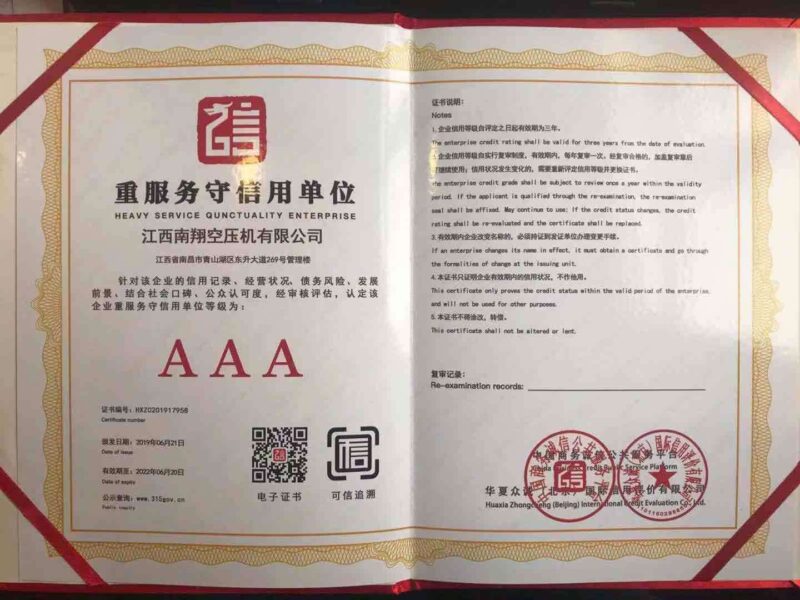 信
重服务守信用单位
HEAVY SERVICE QUNCTUALITY ENTERPRISE
江西南翔空压机有限公司
江西省南昌市青山湖区东升大道269号管理楼
针对该企业的信用记录、经营状况、债务风险、发展
前景、结合社会口碑、公众认可度，经审核评估，认定该
企业重服务守信用单位等级为：
AAA
证书编号：HXZC201917958
Certificate number
颁发日期：2019年06月21日
Date of issue
有效期至：2022年06月20日
Date of expiry
公示查询：www.315gov.cn
Public inquiry
电子证书
信
可信追溯
证书说明：
Notes
1.企业信用等级自评定之日起有效期为三年。
The enterprise credit rating shall be valid for three years from the date of evaluation.
2.企业信用等级自实行复审制度，有效期内，每年复审一次，经复审合格的，加盖复审章后
可继续使用；信用状况发生变化的，需要重新评定信用等级并更换证书。
The enterprise credit grade shall be subject to review once a year within the validity
period. If the applicant is qualified through the re-examination, the re-examination
seal shall be affixed. May continue to use; If the credit status changes, the credit
rating shall be re-evaluated and the certificate shall be replaced.
3.有效期内企业改变名称的，必须持证到发证单位办理变更手续。
If an enterprise changes its name in effect, it must obtain a certificate and go through
the formalities of change at the issuing unit.
4.本证书只证明企业有效期内的信用状况，不作他用。
This certificate only proves the credit status within the valid period of the enterprise
and will not be used for other purposes.
5.本证书不得涂改，转借。
This certificate shall not be altered or lent.
复审记录：
Re-examination records:
中国商务诚信公共服务平台
Credit Public Service Platform
华夏众诚（北京）国际信用评价有限公司
Huaxia Zhongcheng (Beijing) International Credit Evaluation Co., Ltd.